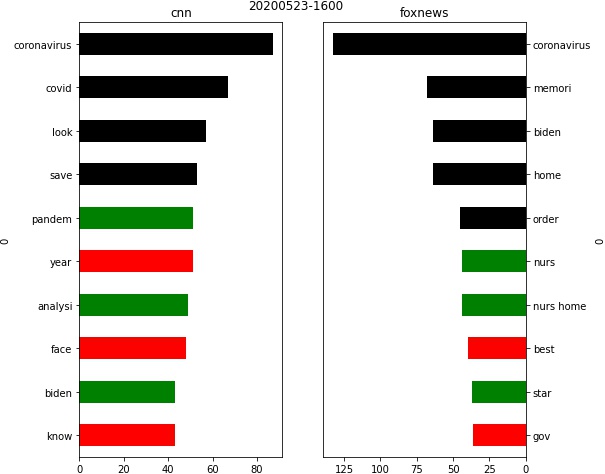 20200523-1600
cnn
foxnews
coronavirus
covid
look
save
pandem
year
analysi
face
biden
know
0
0 20 40 60 80
coronavirus
memori
biden
home
order
nurs
nurs home
best
star
gov
0
125 100 75 50 25 0